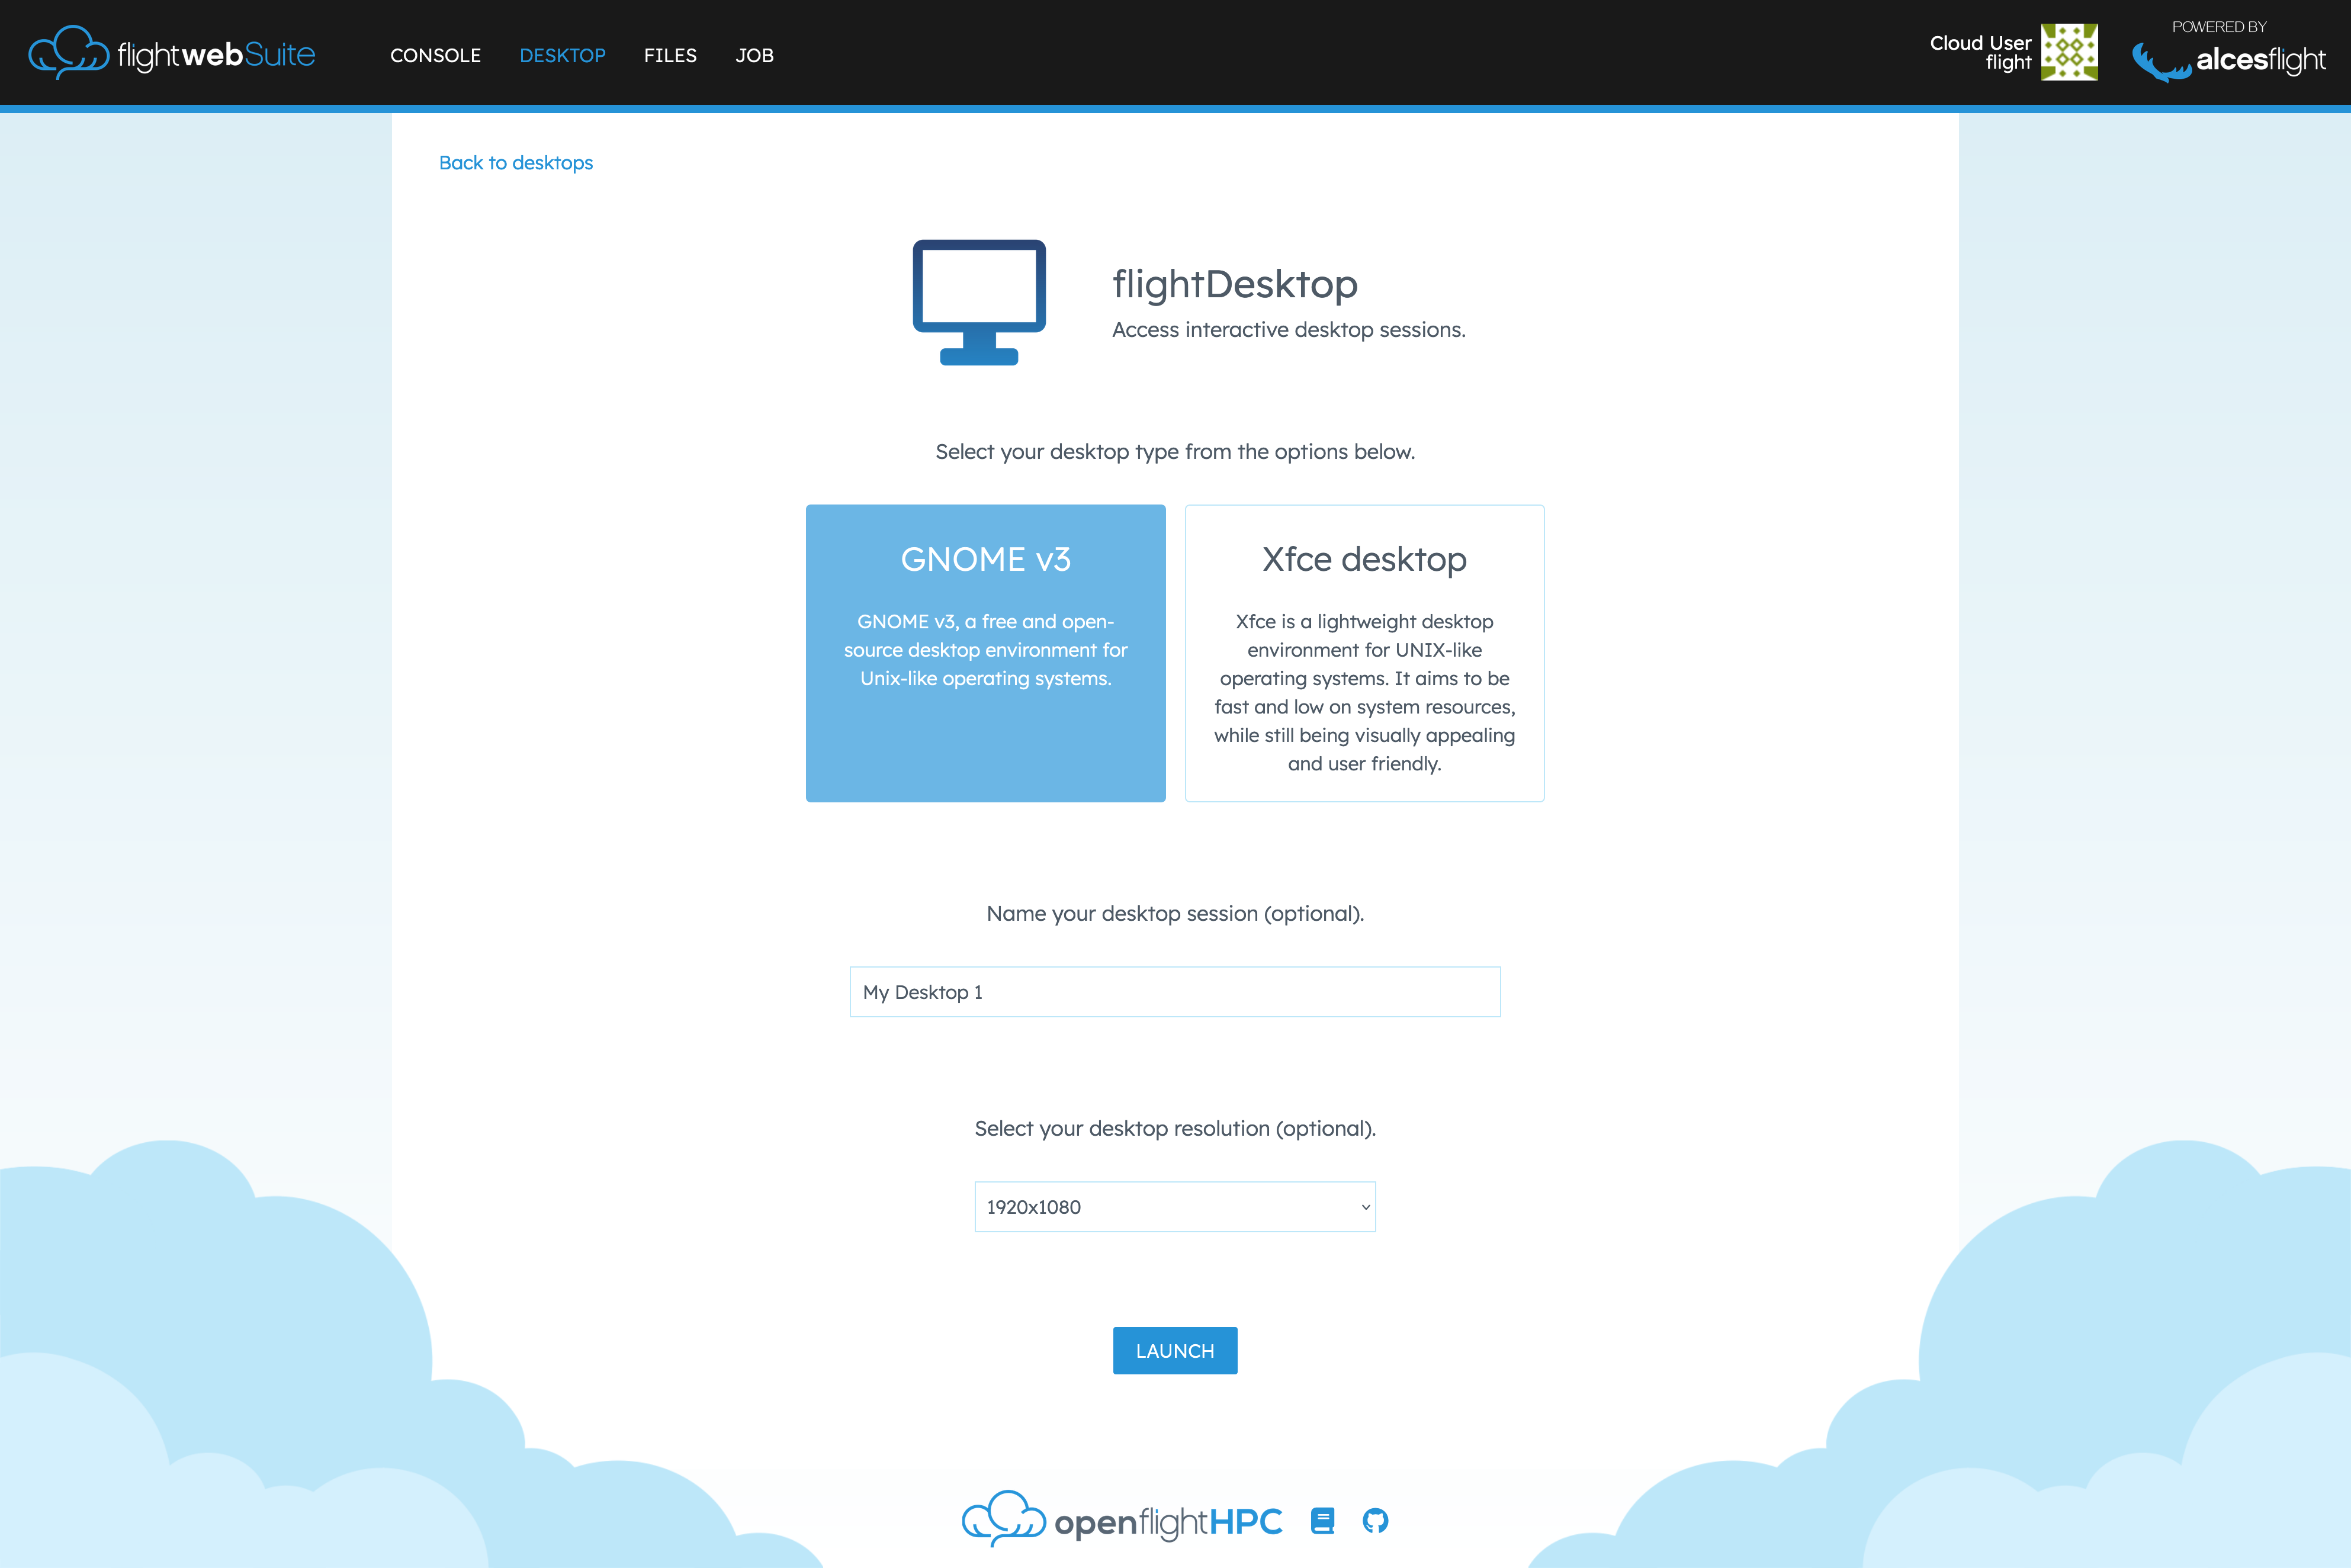 flightwebSuite
CONSOLE DESKTOP FILES JOB
Cloud User
flight
POWERED BY
alcesflight
Back to desktops
flightDesktop
Access interactive desktop sessions.
Select your desktop type from the options below.
GNOME v3
GNOME v3, a free and open-
source desktop environment for
Unix-like operating systems.
Xfce desktop
Xfce is a lightweight desktop
environment for UNIX-like
operating systems. It aims to be
fast and low on system resources,
while still being visually appealing
and user friendly.
Name your desktop session (optional).
My Desktop 1
Select your desktop resolution (optional).
1920x1080
LAUNCH
openflightHPC